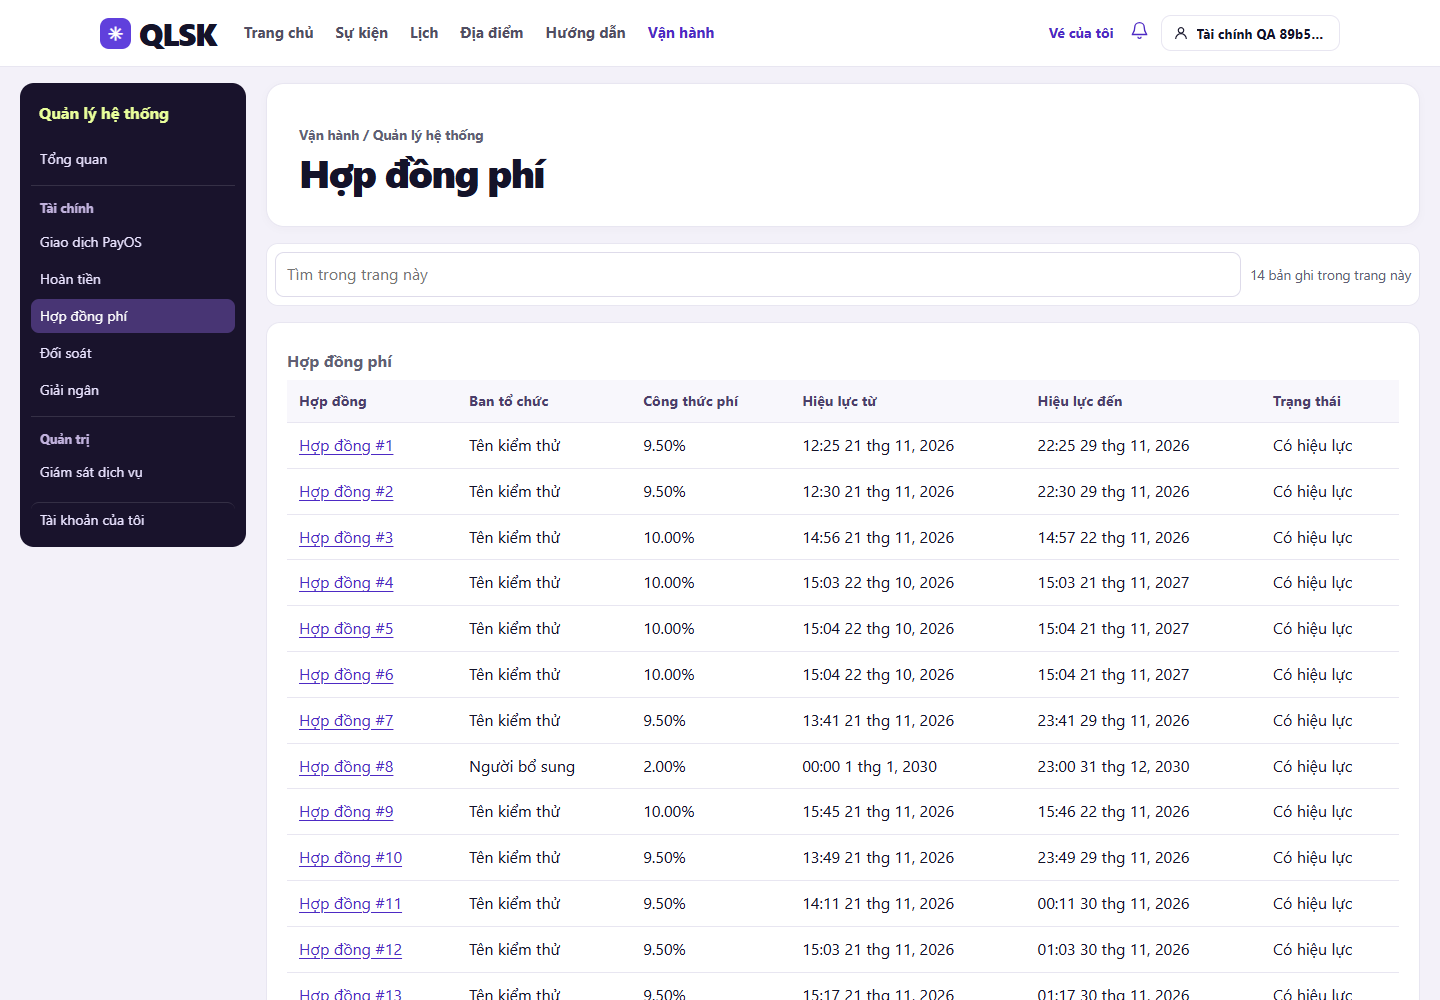 QLSK Trang chủ Sự kiện Lịch Địa điểm Hướng dẫn Vận hành Vé của tôi Tài chính QA 89b5...
Quản lý hệ thống
Tổng quan
Tài chính
Giao dịch PayOS
Hoàn tiền
Hợp đồng phí
Đối soát
Giải ngân
Quản trị
Giám sát dịch vụ
Tài khoản của tôi
Vận hành / Quản lý hệ thống
Hợp đồng phí
Tìm trong trang này 14 bản ghi trong trang này
Hợp đồng phí
Hợp đồng Ban tổ chức Công thức phí Hiệu lực từ Hiệu lực đến Trạng thái
Hợp đồng #1 Tên kiểm thử 9.50% 12:25 21 thg 11, 2026 22:25 29 thg 11, 2026 Có hiệu lực
Hợp đồng #2 Tên kiểm thử 9.50% 12:30 21 thg 11, 2026 22:30 29 thg 11, 2026 Có hiệu lực
Hợp đồng #3 Tên kiểm thử 10.00% 14:56 21 thg 11, 2026 14:57 22 thg 11, 2026 Có hiệu lực
Hợp đồng #4 Tên kiểm thử 10.00% 15:03 22 thg 10, 2026 15:03 21 thg 11, 2027 Có hiệu lực
Hợp đồng #5 Tên kiểm thử 10.00% 15:04 22 thg 10, 2026 15:04 21 thg 11, 2027 Có hiệu lực
Hợp đồng #6 Tên kiểm thử 10.00% 15:04 22 thg 10, 2026 15:04 21 thg 11, 2027 Có hiệu lực
Hợp đồng #7 Tên kiểm thử 9.50% 13:41 21 thg 11, 2026 23:41 29 thg 11, 2026 Có hiệu lực
Hợp đồng #8 Người bổ sung 2.00% 00:00 1 thg 1, 2030 23:00 31 thg 12, 2030 Có hiệu lực
Hợp đồng #9 Tên kiểm thử 10.00% 15:45 21 thg 11, 2026 15:46 22 thg 11, 2026 Có hiệu lực
Hợp đồng #10 Tên kiểm thử 9.50% 13:49 21 thg 11, 2026 23:49 29 thg 11, 2026 Có hiệu lực
Hợp đồng #11 Tên kiểm thử 9.50% 14:11 21 thg 11, 2026 00:11 30 thg 11, 2026 Có hiệu lực
Hợp đồng #12 Tên kiểm thử 9.50% 15:03 21 thg 11, 2026 01:03 30 thg 11, 2026 Có hiệu lực
Hợp đồng #13 Tên kiểm thử 9.50% 15:17 21 thg 11, 2026 01:17 30 thg 11, 2026 Có hiệu lực